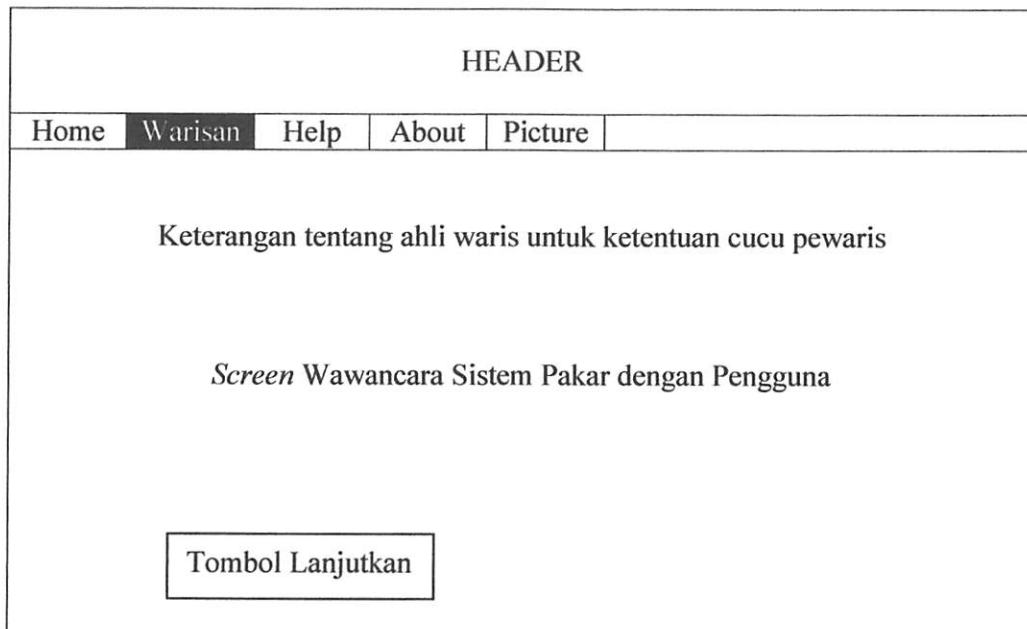 HEADER
Home Warisan Help About Picture
Keterangan tentang ahli waris untuk ketentuan cucu pewaris
Screen Wawancara Sistem Pakar dengan Pengguna
Tombol Lanjutkan